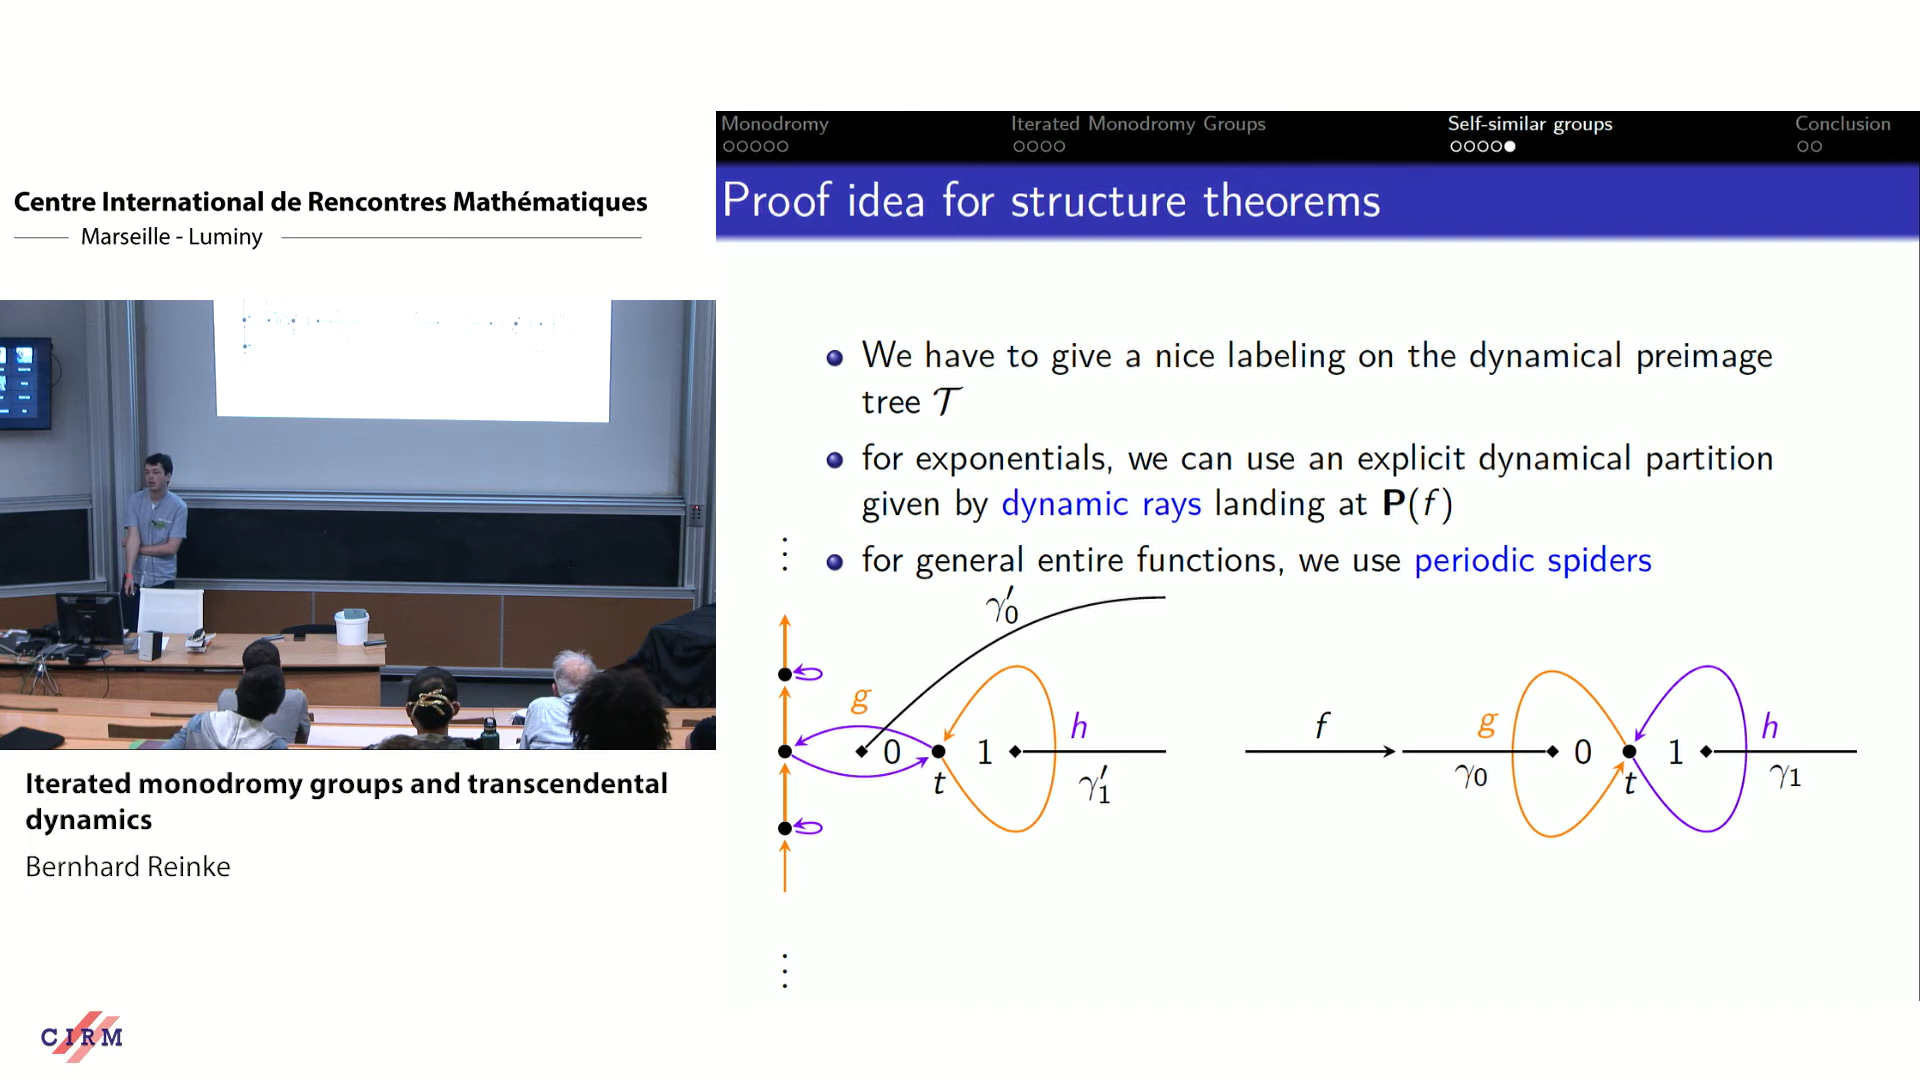 Centre International de Rencontres Mathématiques
Marseille - Luminy
Iterated monodromy groups and transcendental
dynamics
Bernhard Reinke
CIRM
Monodromy Iterated Monodromy Groups Self-similar groups Conclusion
Proof idea for structure theorems
We have to give a nice labeling on the dynamical preimage
tree 𝒯
for exponentials, we can use an explicit dynamical partition
given by dynamic rays landing at P(f)
for general entire functions, we use periodic spiders
γ′₀
g 0 t 1 h
γ′₁
f
g 0 t 1 h
γ₀ γ₁